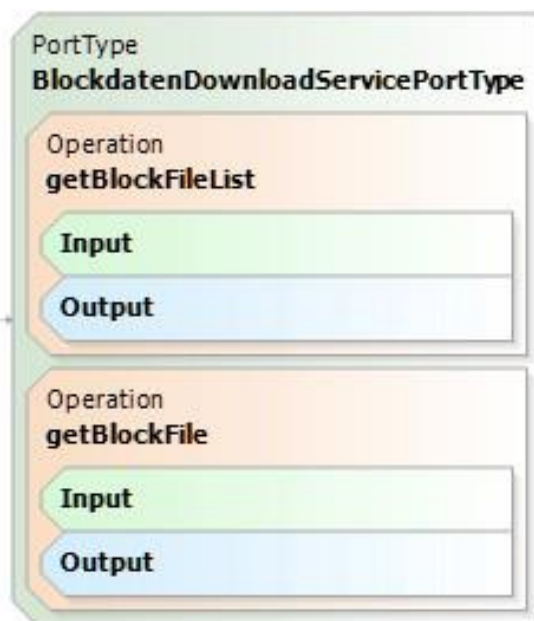 PortType
BlockdatenDownloadServicePortType
Operation
getBlockFileList
Input
Output
Operation
getBlockFile
Input
Output